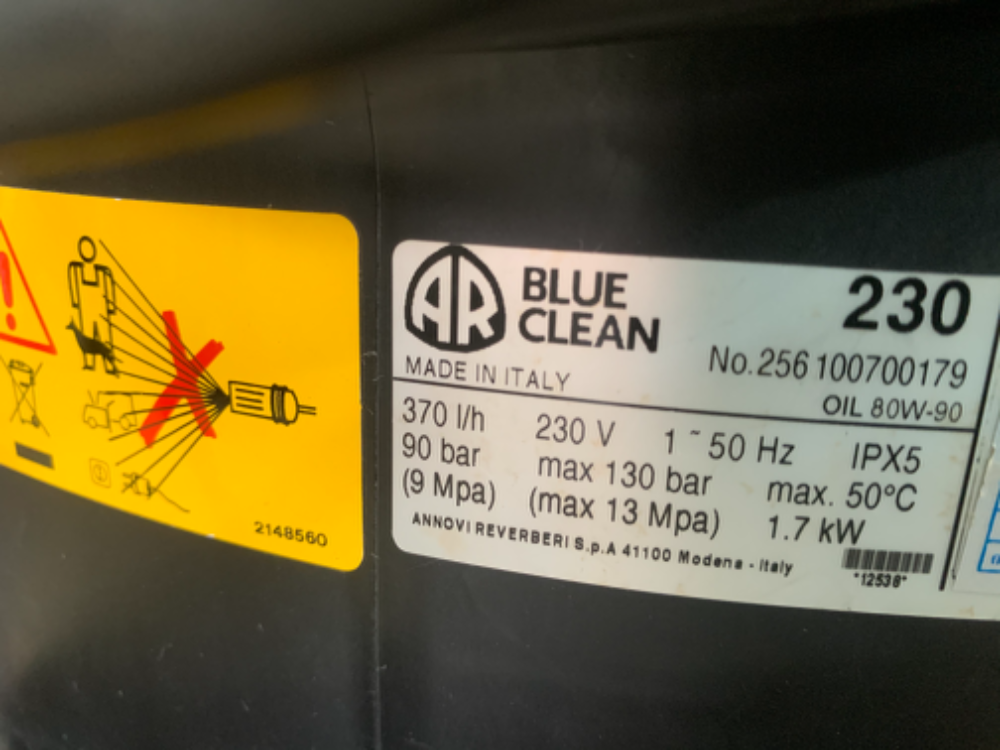 2148560
AR BLUE CLEAN 230
No.256 100700179
MADE IN ITALY
OIL 80W-90
370 l/h 230 V 1~50 Hz IPX5
90 bar max 130 bar max. 50°C
(9 Mpa) (max 13 Mpa) 1.7 kW
ANNOVI REVERBERI S.p.A 41100 Modena - Italy
*12538*